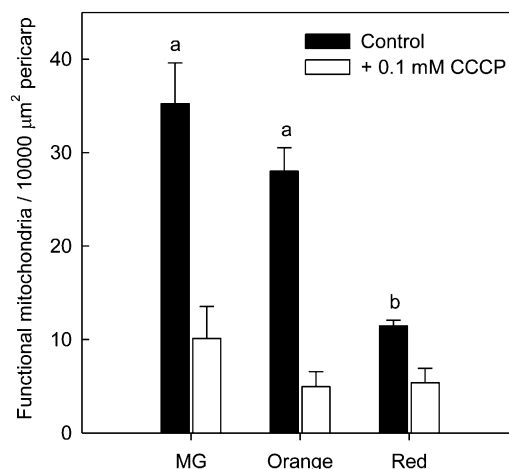 Functional mitochondria / 10000 μm² pericarp
40
30
20
10
0
Control
+ 0.1 mM CCCP
a
a
b
MG
Orange
Red